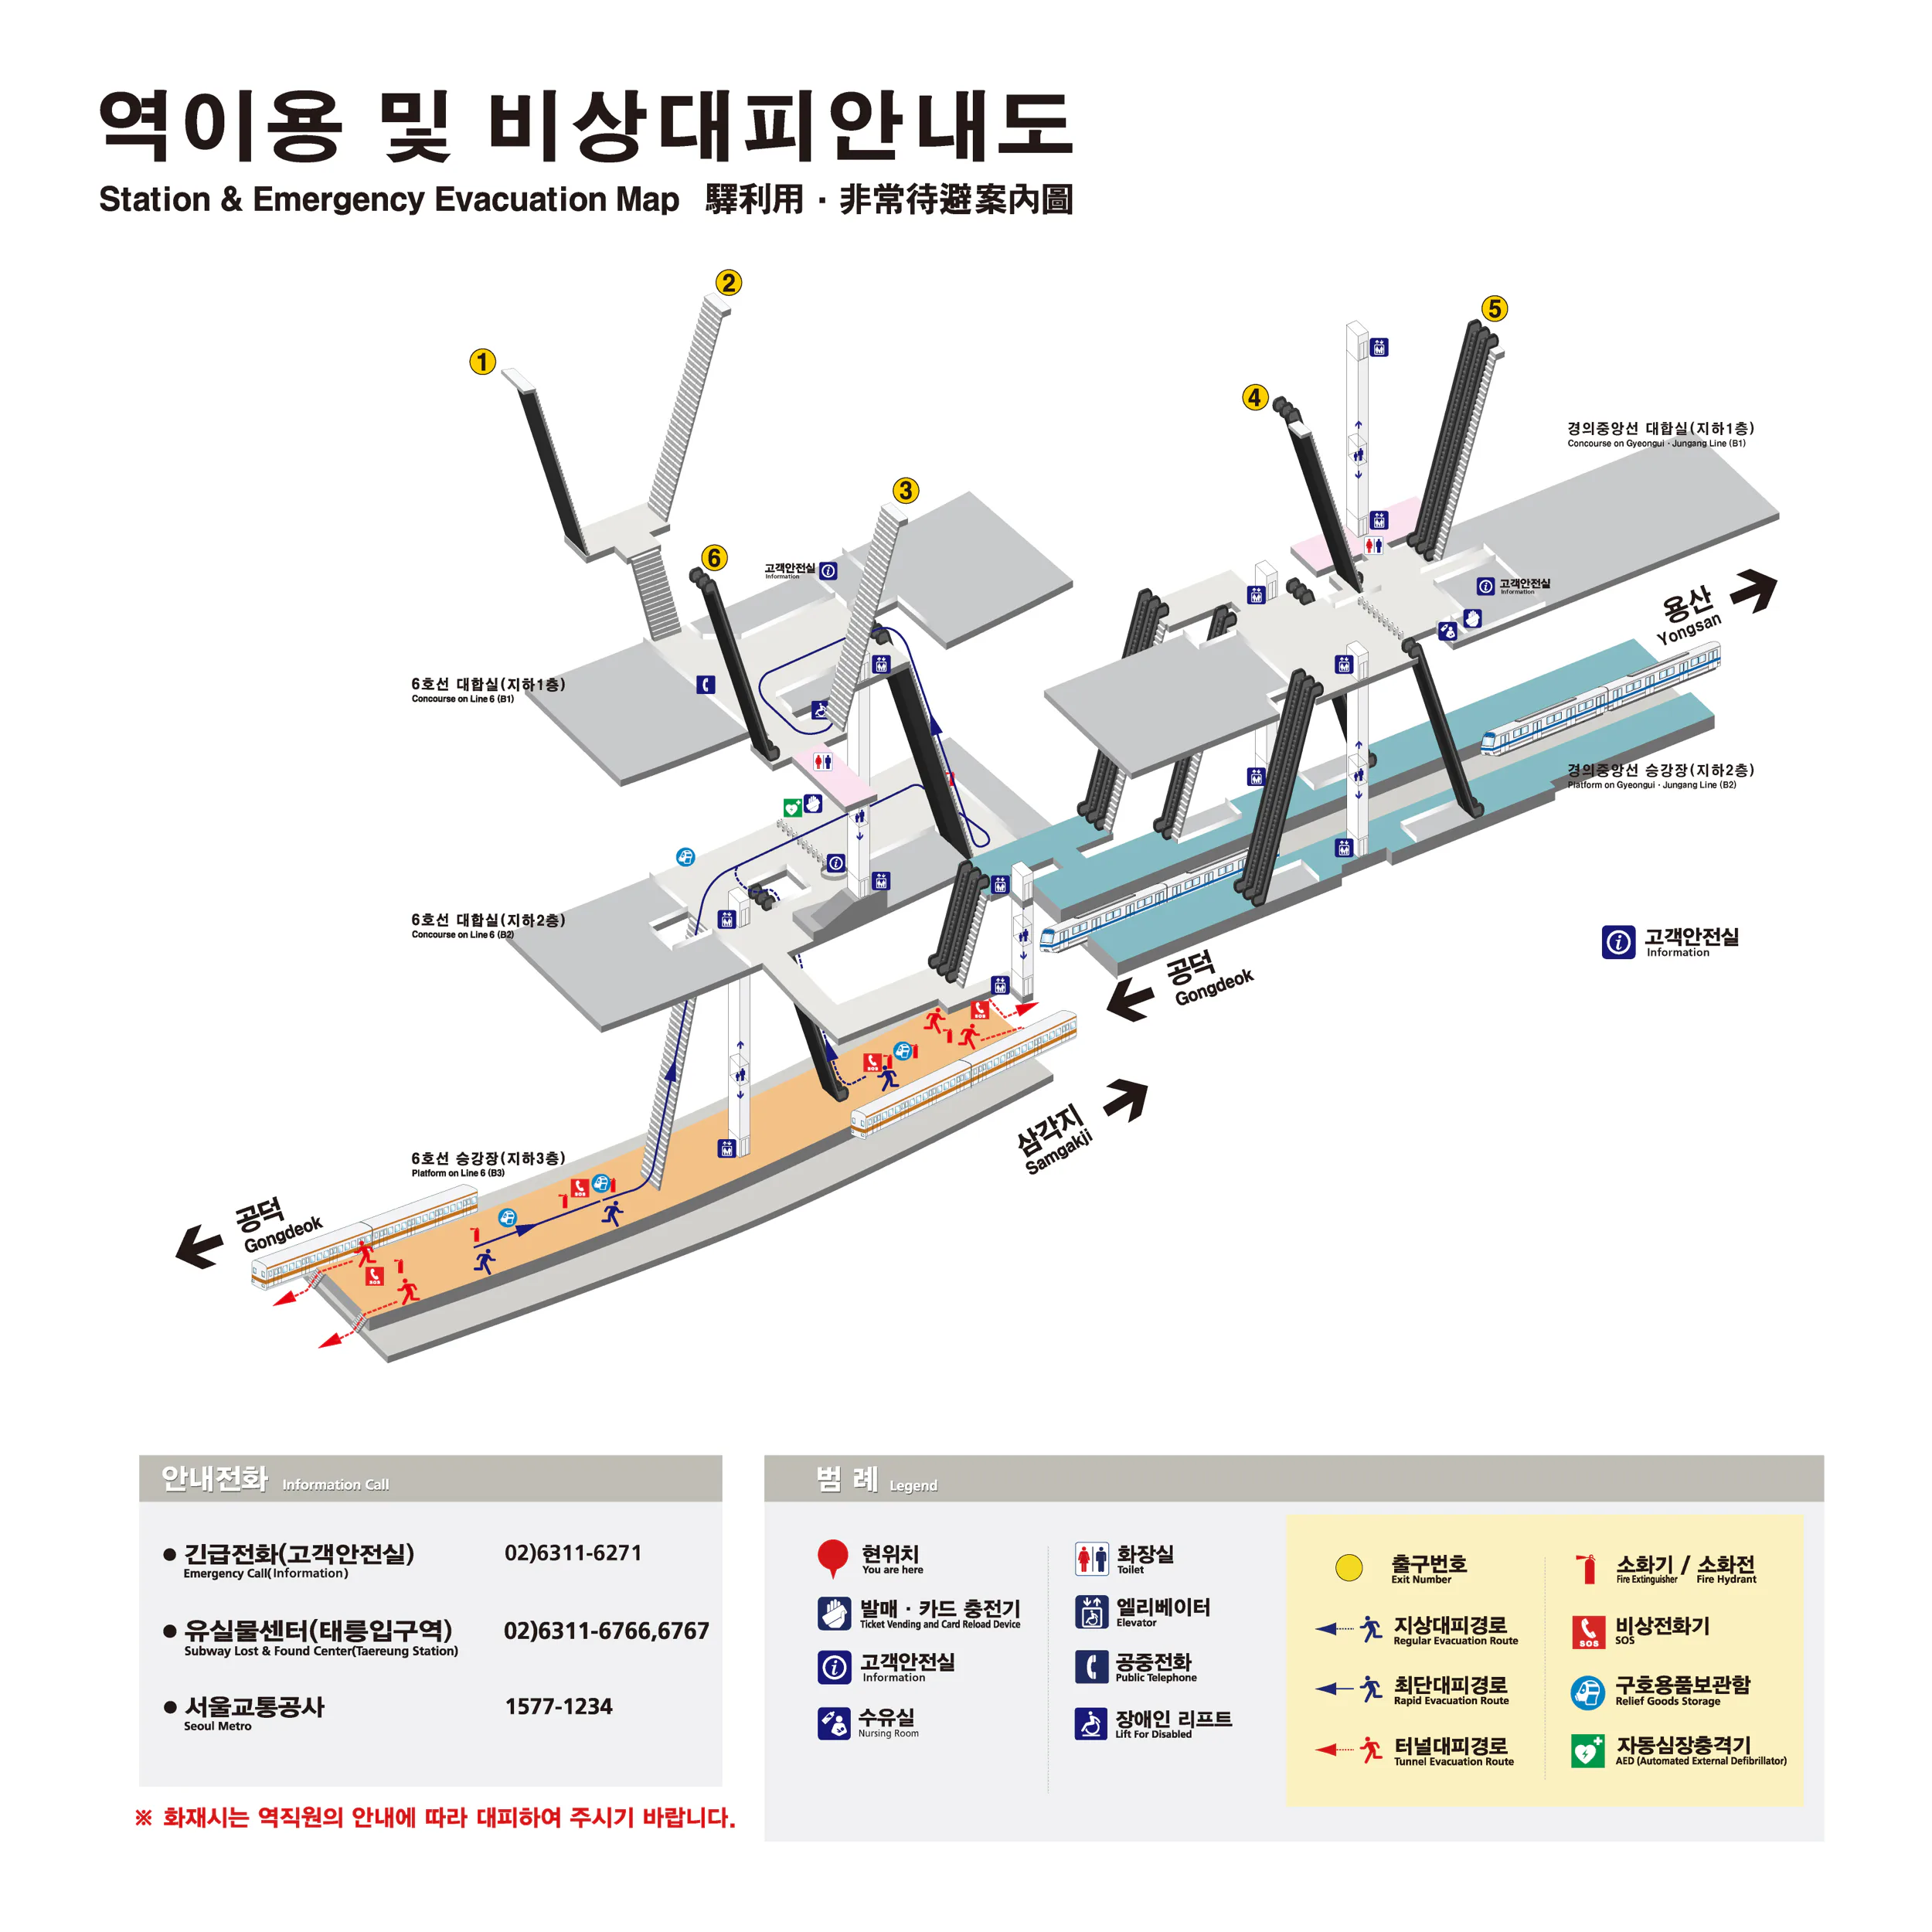 역이용 및 비상대피안내도
Station & Emergency Evacuation Map 驛利用 · 非常待避案內圖
2
5
1
4
경의중앙선 대합실(지하1층)
Concourse on Gyeongui · Jungang Line (B1)
3
6
고객안전실
Information
고객안전실
Information
용산
Yongsan
6호선 대합실(지하1층)
Concourse on Line 6 (B1)
경의중앙선 승강장(지하2층)
Platform on Gyeongui · Jungang Line (B2)
6호선 대합실(지하2층)
Concourse on Line 6 (B2)
고객안전실
Information
공덕
Gongdeok
SOS
SOS
삼각지
Samgakji
6호선 승강장(지하3층)
Platform on Line 6 (B3)
SOS
공덕
Gongdeok
SOS
안내전화 Information Call
긴급전화(고객안전실) 02)6311-6271
Emergency Call(Information)
유실물센터(태릉입구역) 02)6311-6766,6767
Subway Lost & Found Center(Taereung Station)
서울교통공사 1577-1234
Seoul Metro
※ 화재시는 역직원의 안내에 따라 대피하여 주시기 바랍니다.
범 례 Legend
현위치
You are here
발매 · 카드 충전기
Ticket Vending and Card Reload Device
고객안전실
Information
수유실
Nursing Room
화장실
Toilet
엘리베이터
Elevator
공중전화
Public Telephone
장애인 리프트
Lift For Disabled
출구번호
Exit Number
지상대피경로
Regular Evacuation Route
최단대피경로
Rapid Evacuation Route
터널대피경로
Tunnel Evacuation Route
소화기 / 소화전
Fire Extinguisher Fire Hydrant
SOS
비상전화기
SOS
구호용품보관함
Relief Goods Storage
자동심장충격기
AED (Automated External Defibrillator)